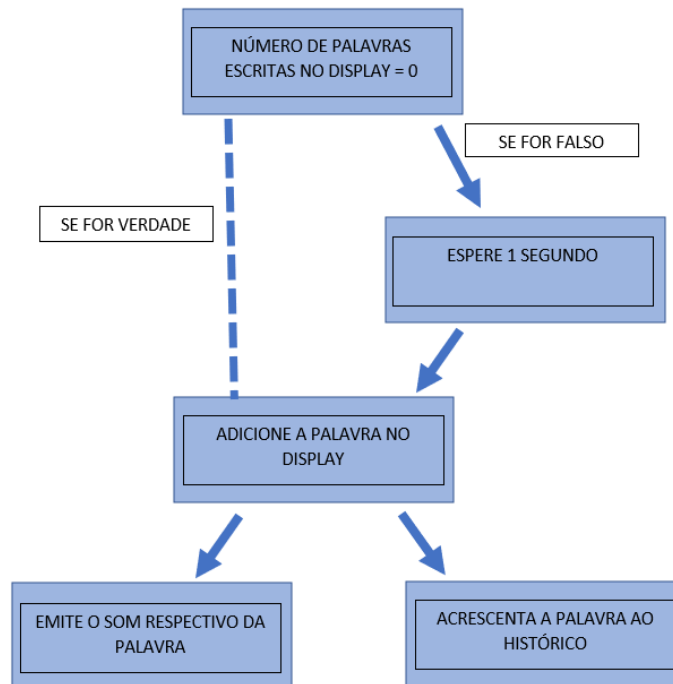 NÚMERO DE PALAVRAS
ESCRITAS NO DISPLAY = 0
SE FOR FALSO
SE FOR VERDADE
ESPERE 1 SEGUNDO
ADICIONE A PALAVRA NO
DISPLAY
EMITE O SOM RESPECTIVO DA
PALAVRA
ACRESCENTA A PALAVRA AO
HISTÓRICO